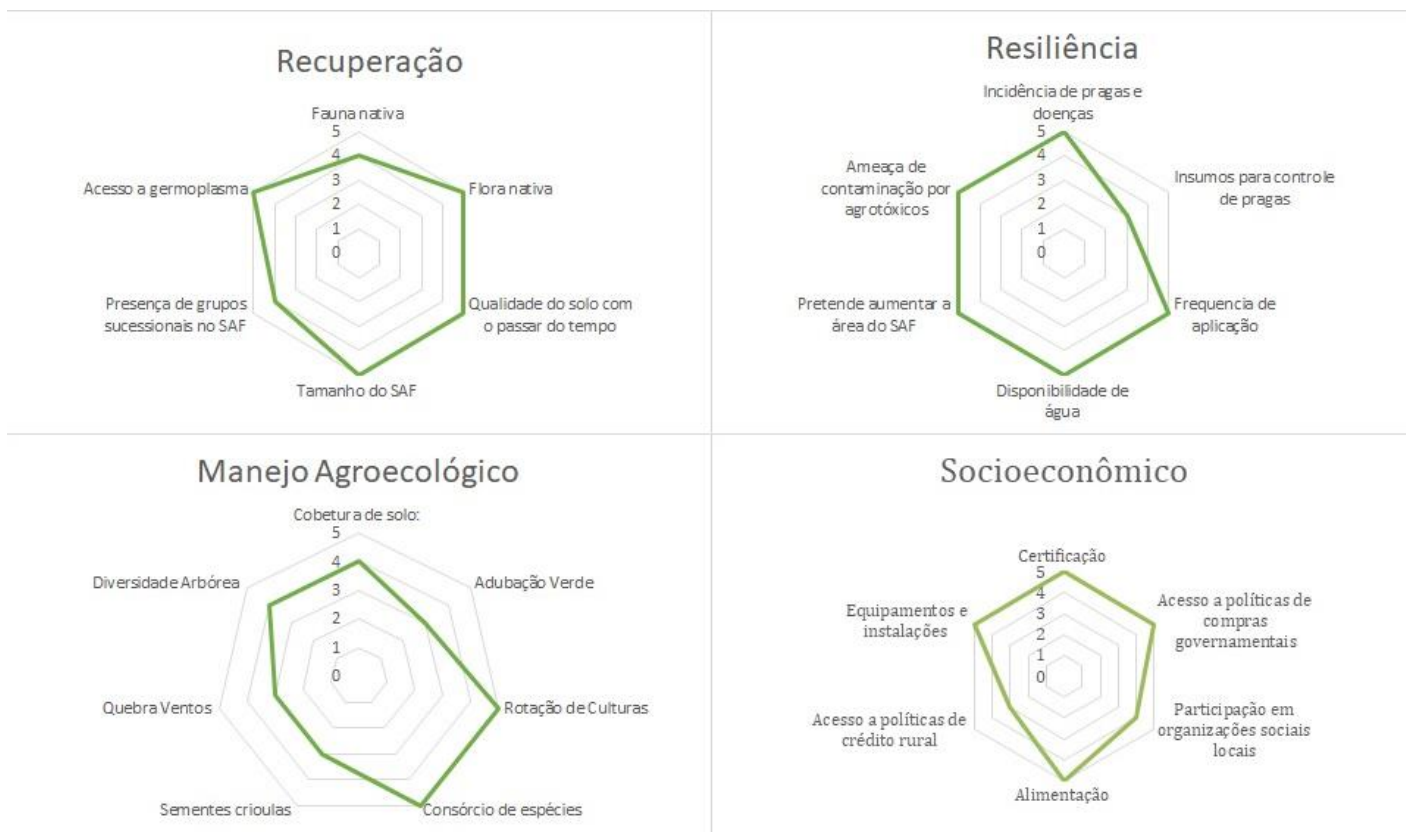 Recuperação
Fauna nativa
5
4
3
2
1
0
Acesso a germoplasma
Flora nativa
Presença de grupos
sucessionais no SAF
Qualidade do solo com
o passar do tempo
Tamanho do SAF
Resiliência
Incidência de pragas e
doenças
5
4
3
2
1
0
Ameaça de
contaminação por
agrotóxicos
Insumos para controle
de pragas
Pretende aumentar a
área do SAF
Frequencia de
aplicação
Disponibilidade de
água
Manejo Agroecológico
Cobetura de solo:
5
4
3
2
1
0
Diversidade Arbórea
Adubação Verde
Quebra Ventos
Rotação de Culturas
Sementes crioulas
Consórcio de espécies
Socioeconômico
Certificação
5
4
3
2
1
0
Equipamentos e
instalações
Acesso a políticas de
compras
governamentais
Acesso a políticas de
crédito rural
Participação em
organizações sociais
locais
Alimentação